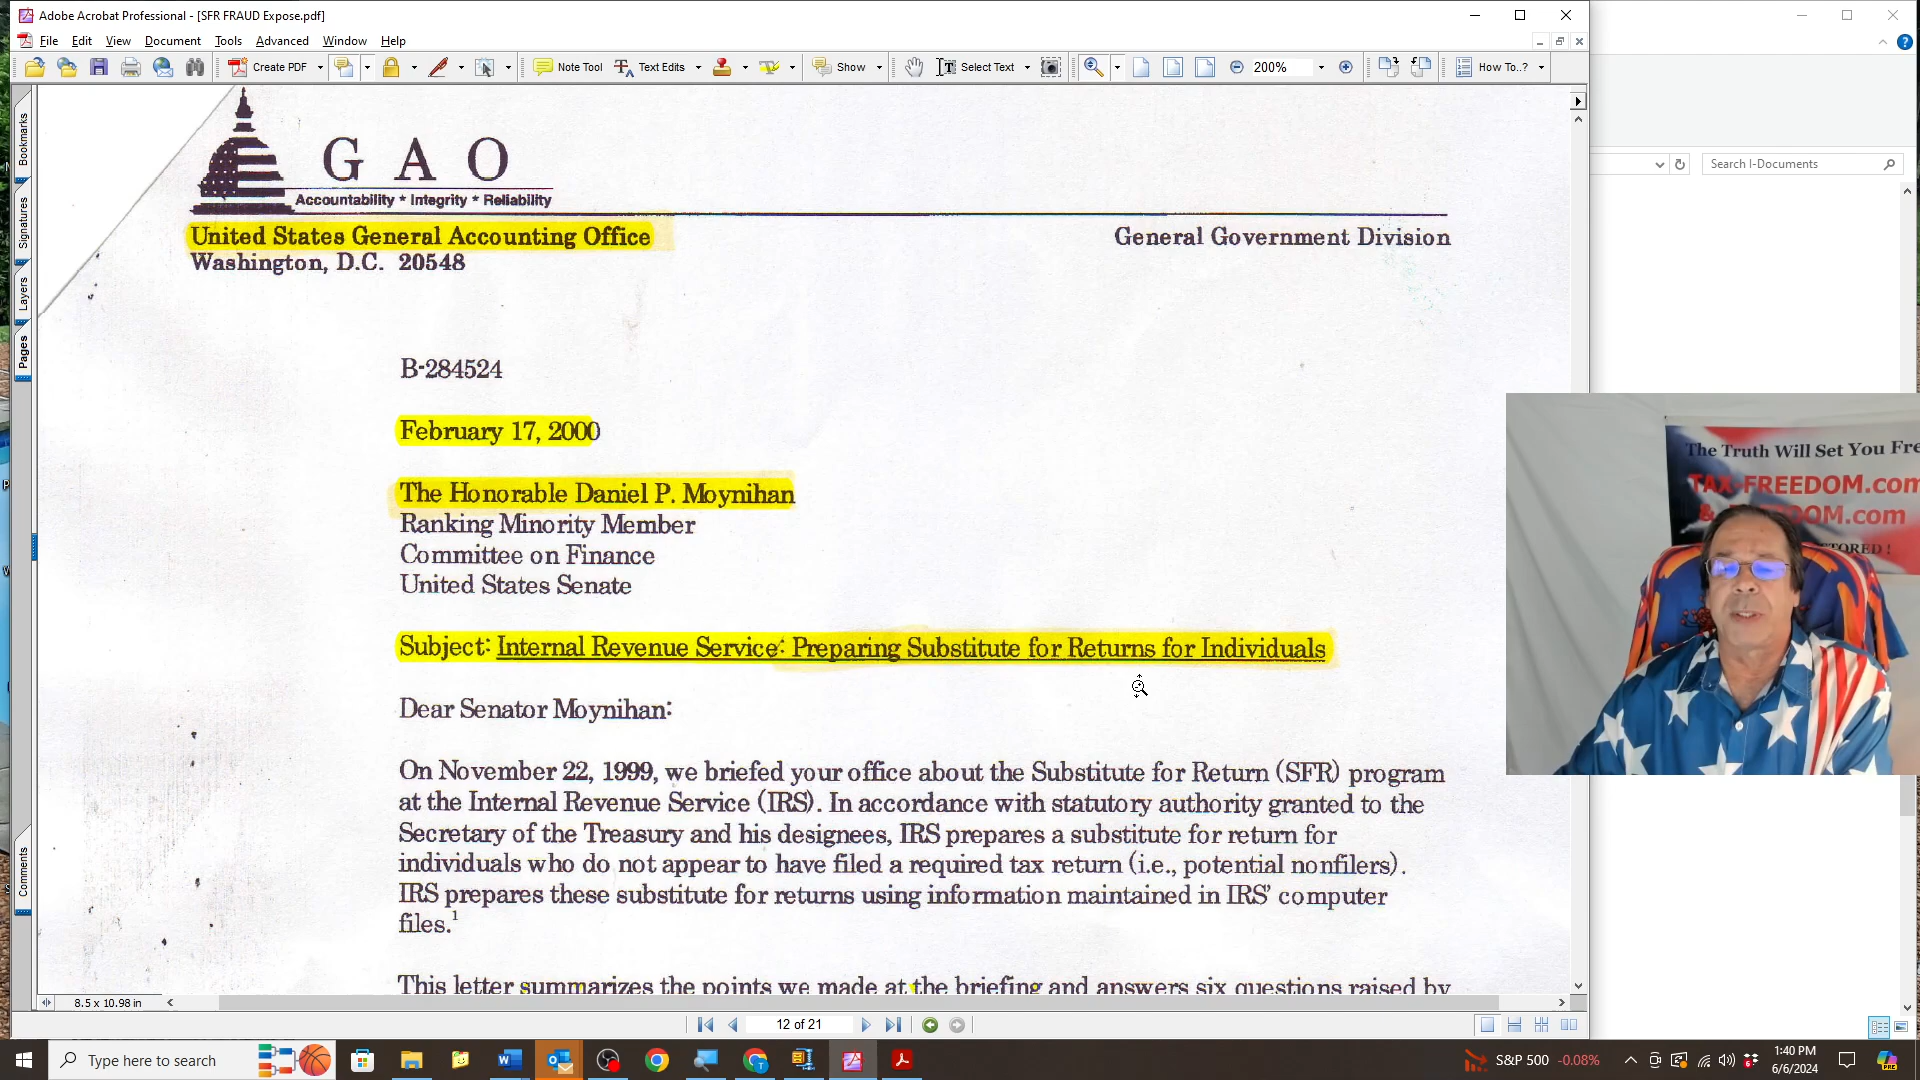 Adobe Acrobat Professional - [SFR FRAUD Expose.pdf]
File Edit View Document Tools Advanced Window Help
Create PDF Note Tool Text Edits Show Select Text 200% How To..?
Search I-Documents
Bookmarks
Signatures
Layers
Pages
Comments
G A O
Accountability * Integrity * Reliability
United States General Accounting Office
Washington, D.C. 20548
General Government Division
B-284524
February 17, 2000
The Honorable Daniel P. Moynihan
Ranking Minority Member
Committee on Finance
United States Senate
Subject: Internal Revenue Service: Preparing Substitute for Returns for Individuals
Dear Senator Moynihan:
On November 22, 1999, we briefed your office about the Substitute for Return (SFR) program
at the Internal Revenue Service (IRS). In accordance with statutory authority granted to the
Secretary of the Treasury and his designees, IRS prepares a substitute for return for
individuals who do not appear to have filed a required tax return (i.e., potential nonfilers).
IRS prepares these substitute for returns using information maintained in IRS' computer
files.1
This letter summarizes the points we made at the briefing and answers six questions raised by
The Truth Will Set You Fre
TAX-FREEDOM.com
&
DOM.com
TORED !
8.5 x 10.98 in
12 of 21
Type here to search
S&P 500 -0.08%
1:40 PM
6/6/2024